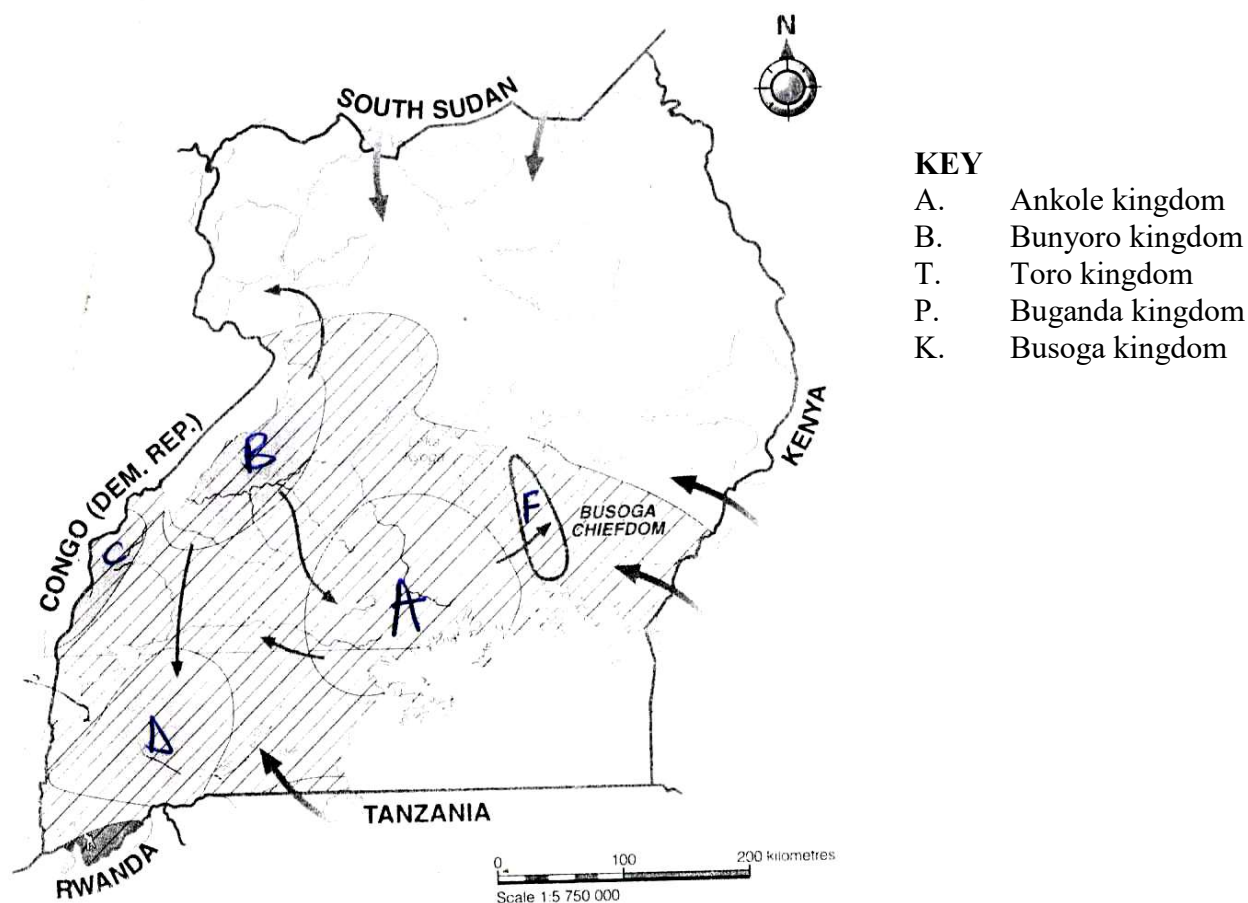 N
SOUTH SUDAN
KEY
A. Ankole kingdom
B. Bunyoro kingdom
T. Toro kingdom
P. Buganda kingdom
K. Busoga kingdom
KENYA
CONGO (DEM. REP.)
B
F
BUSOGA
CHIEFDOM
C
A
D
TANZANIA
RWANDA
0 100 200 kilometres
Scale 1:5 750 000